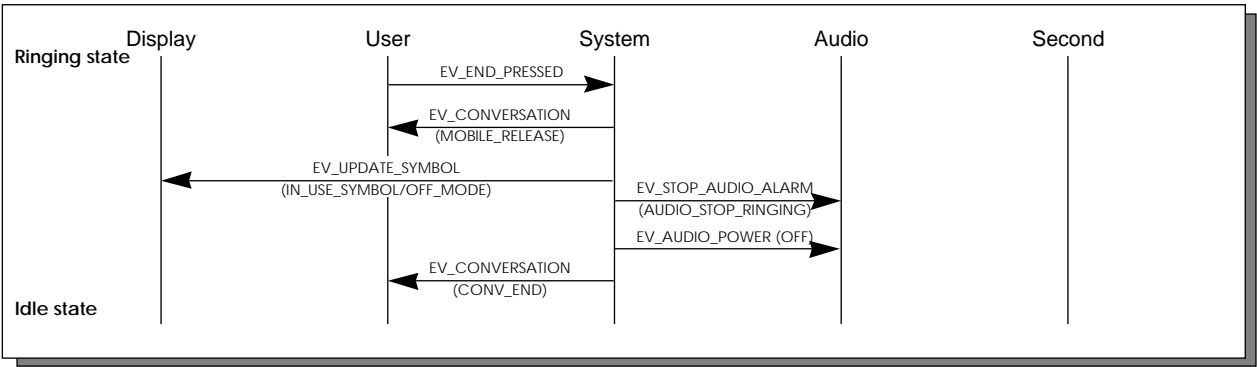 Display User System Audio Second
Ringing state
EV_END_PRESSED
EV_CONVERSATION
(MOBILE_RELEASE)
EV_UPDATE_SYMBOL
(IN_USE_SYMBOL/OFF_MODE)
EV_STOP_AUDIO_ALARM
(AUDIO_STOP_RINGING)
EV_AUDIO_POWER (OFF)
EV_CONVERSATION
(CONV_END)
Idle state